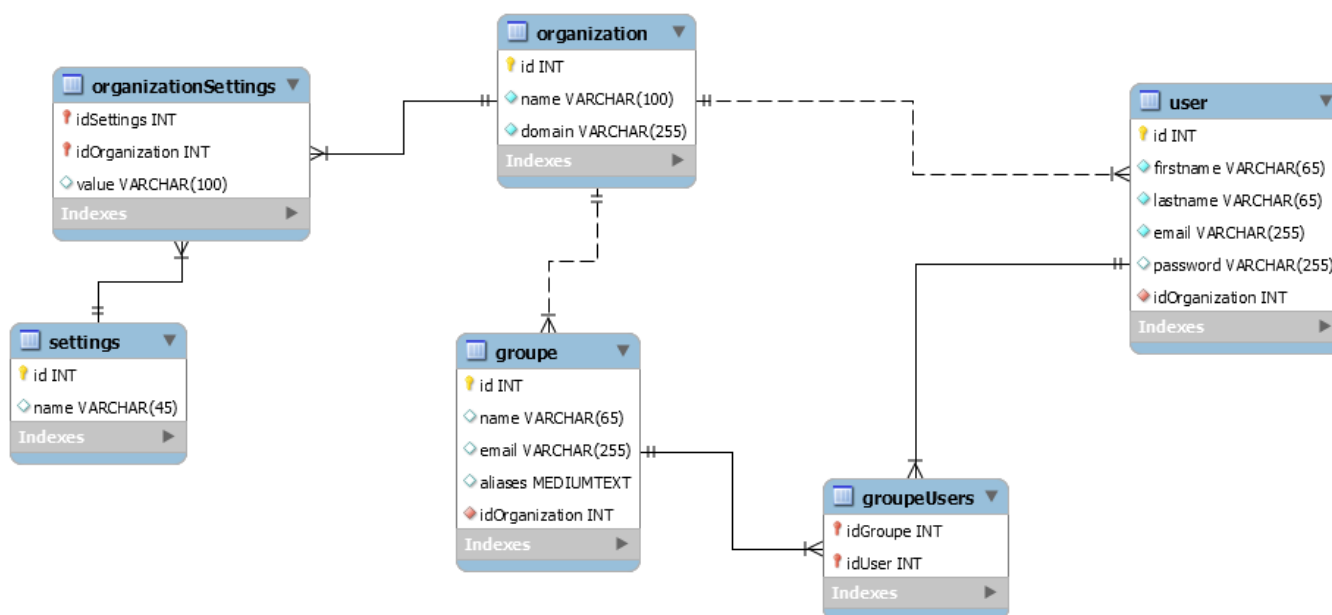 organization
id INT
name VARCHAR(100)
domain VARCHAR(255)
Indexes
organizationSettings
idSettings INT
idOrganization INT
value VARCHAR(100)
Indexes
user
id INT
firstname VARCHAR(65)
lastname VARCHAR(65)
email VARCHAR(255)
password VARCHAR(255)
idOrganization INT
Indexes
settings
id INT
name VARCHAR(45)
Indexes
groupe
id INT
name VARCHAR(65)
email VARCHAR(255)
aliases MEDIUMTEXT
idOrganization INT
Indexes
groupeUsers
idGroupe INT
idUser INT
Indexes